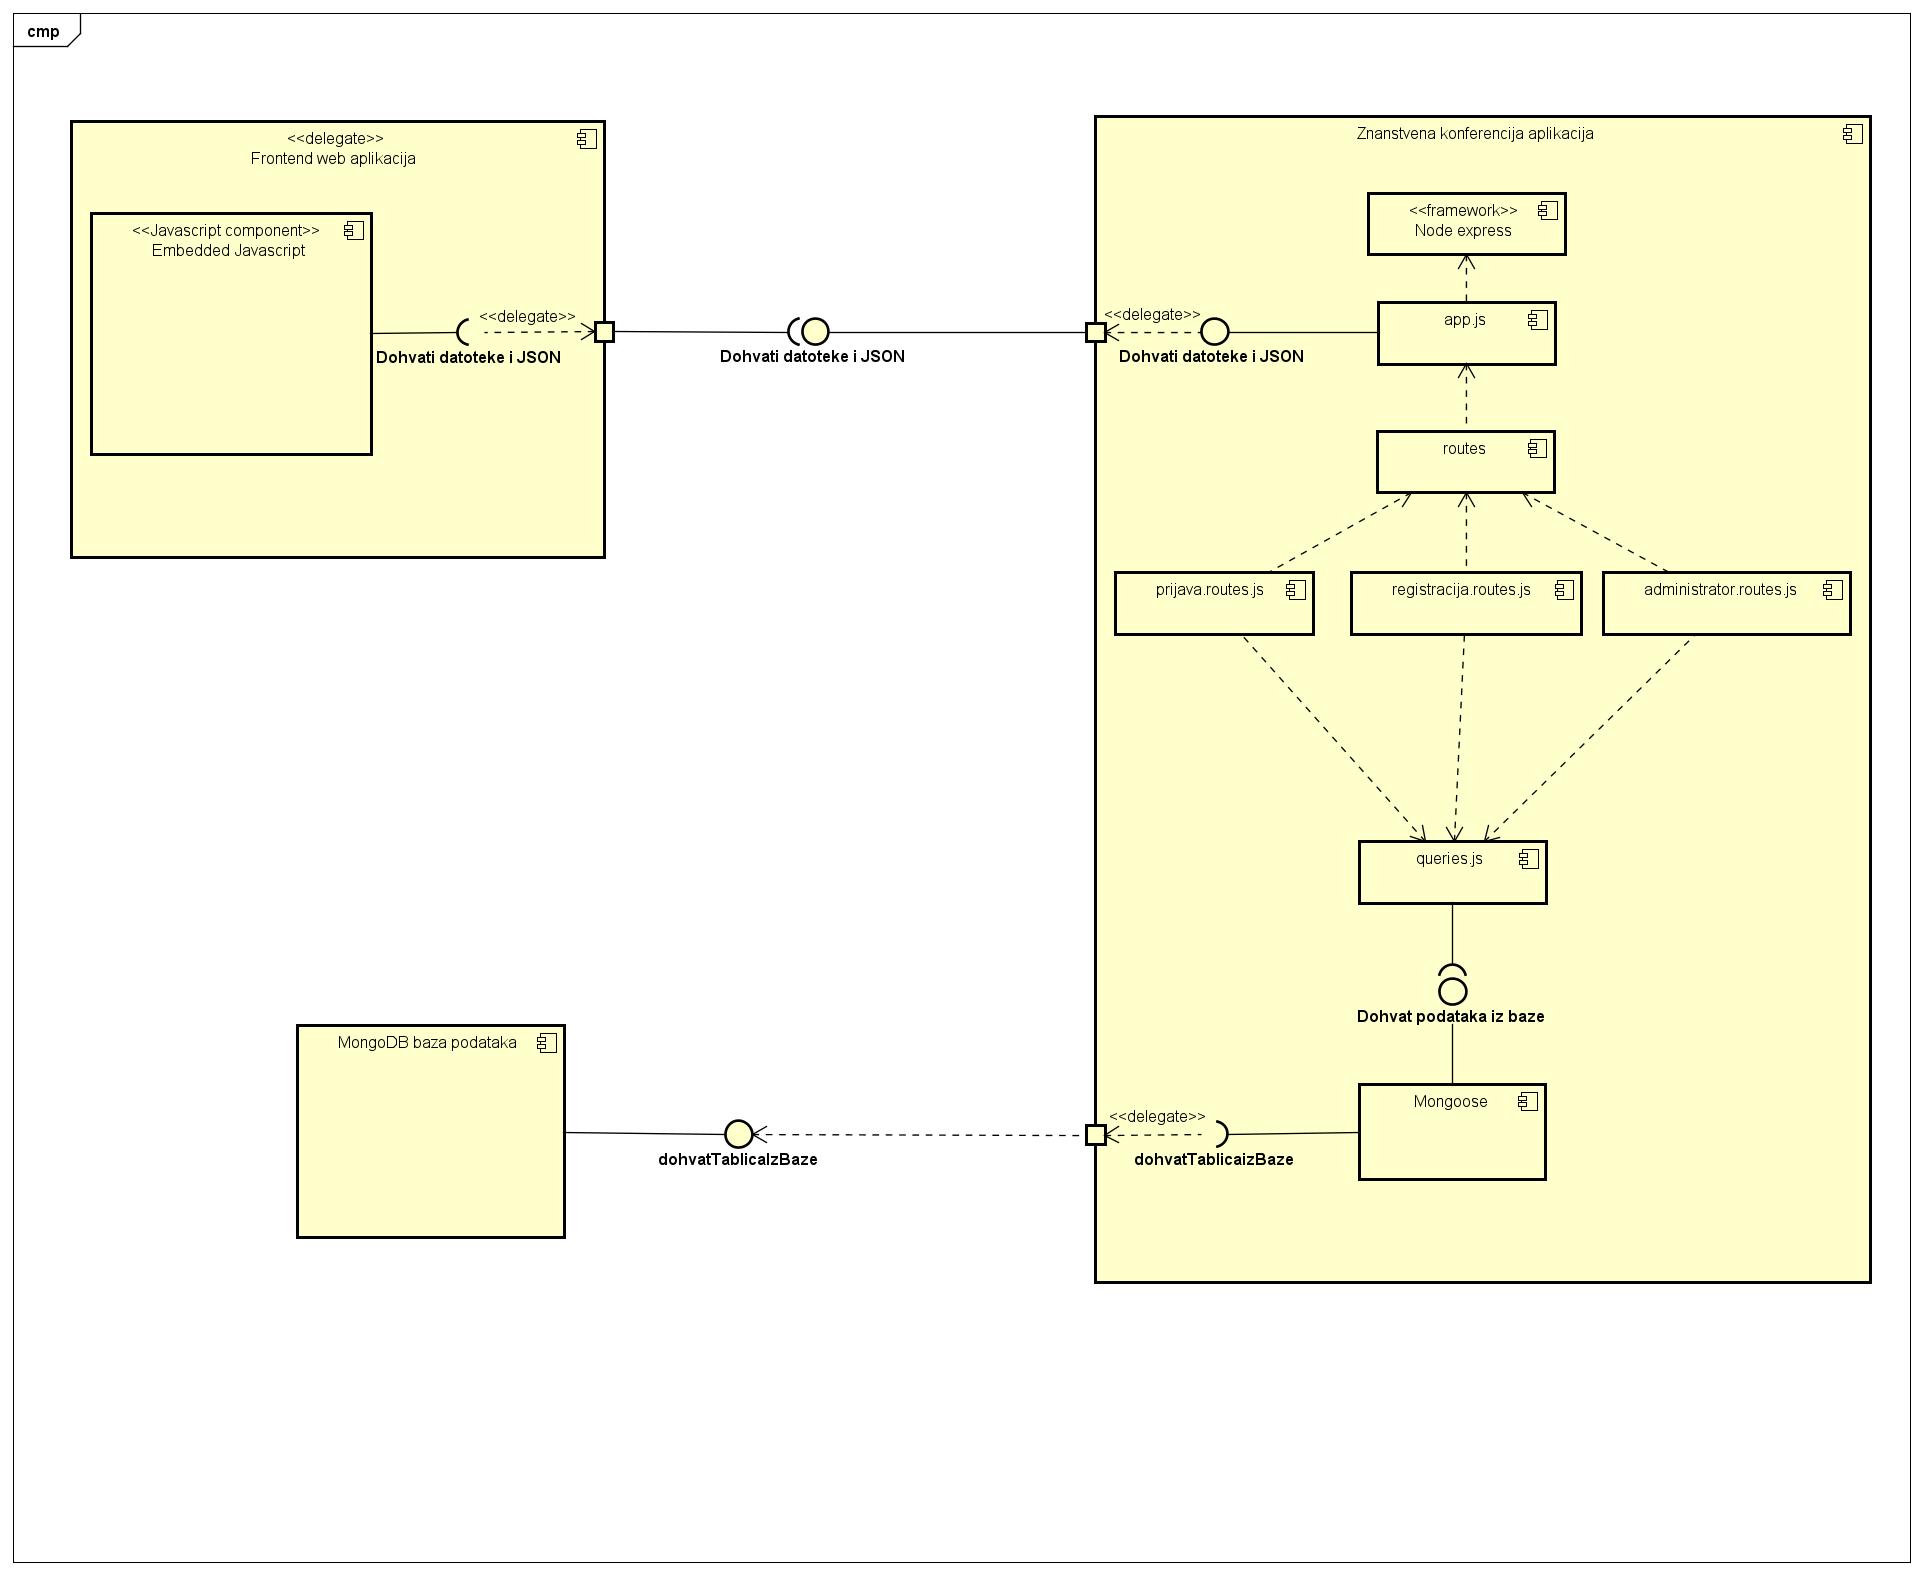 cmp
<<delegate>>
Frontend web aplikacija
<<Javascript component>>
Embedded Javascript
<<delegate>>
Dohvati datoteke i JSON
Dohvati datoteke i JSON
Znanstvena konferencija aplikacija
<<framework>>
Node express
app.js
<<delegate>>
Dohvati datoteke i JSON
routes
prijava.routes.js
registracija.routes.js
administrator.routes.js
queries.js
Dohvat podataka iz baze
Mongoose
<<delegate>>
dohvatTablicaizBaze
MongoDB baza podataka
dohvatTablicaIzBaze